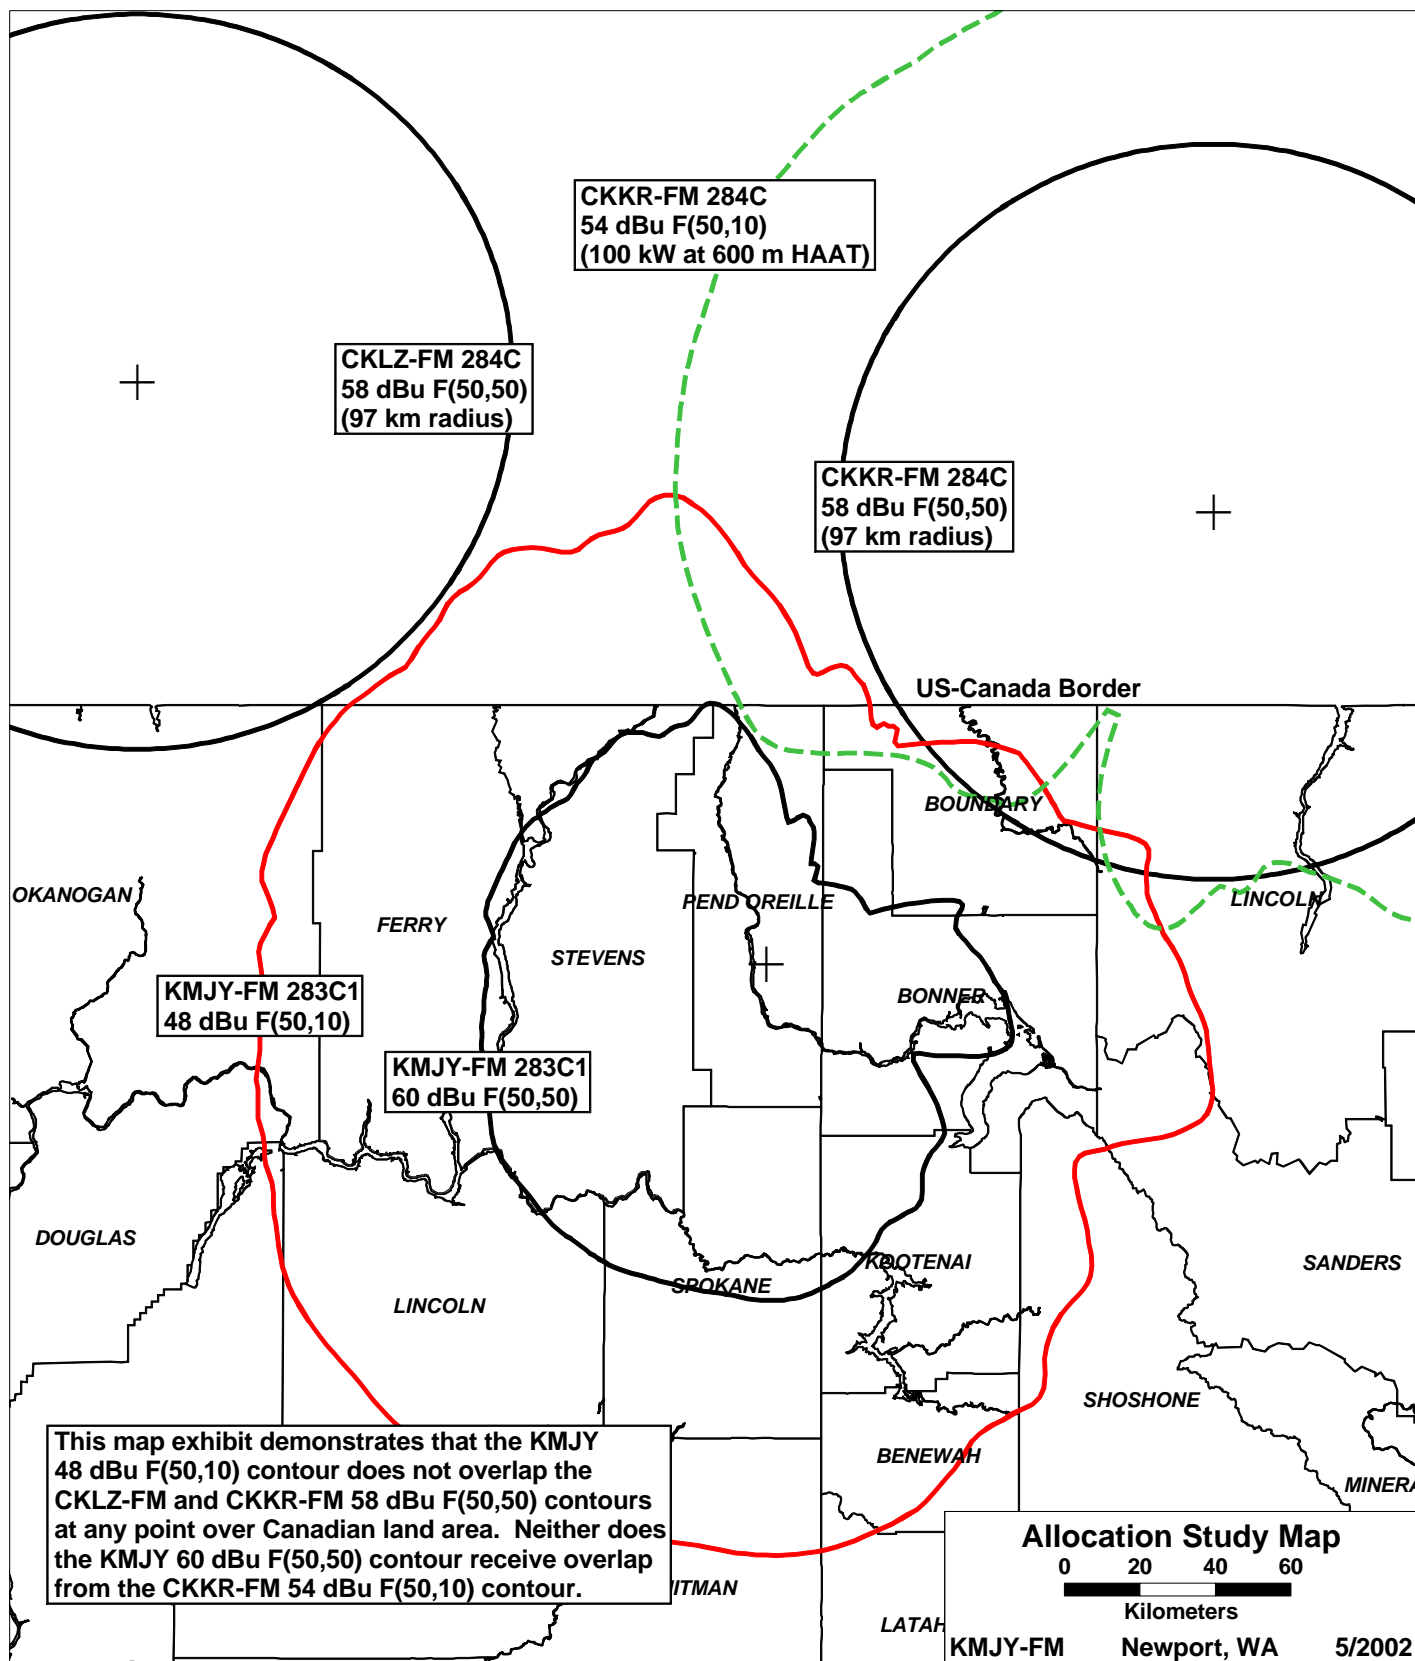 CKKR-FM 284C
54 dBu F(50,10)
(100 kW at 600 m HAAT)
CKLZ-FM 284C
58 dBu F(50,50)
(97 km radius)
CKKR-FM 284C
58 dBu F(50,50)
(97 km radius)
US-Canada Border
BOUNDARY
OKANOGAN
FERRY
PEND OREILLE
LINCOLN
STEVENS
BONNER
KMJY-FM 283C1
48 dBu F(50,10)
KMJY-FM 283C1
60 dBu F(50,50)
DOUGLAS
KOOTENAI
SANDERS
SPOKANE
LINCOLN
SHOSHONE
BENEWAH
MINERA
This map exhibit demonstrates that the KMJY
48 dBu F(50,10) contour does not overlap the
CKLZ-FM and CKKR-FM 58 dBu F(50,50) contours
at any point over Canadian land area.  Neither does
the KMJY 60 dBu F(50,50) contour receive overlap
from the CKKR-FM 54 dBu F(50,10) contour.
ITMAN
LATAH
Allocation Study Map
0 20 40 60
Kilometers
KMJY-FM Newport, WA 5/2002